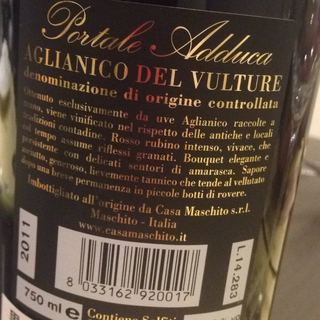 Portale Adduca
AGLIANICO DEL VULTURE
denominazione di origine controllata
Ottenuto esclusivamente da uve Aglianico raccolte a
mano, viene vinificato nel rispetto delle antiche e locali
tradizioni contadine. Rosso rubino intenso, vivace, che
col tempo assume riflessi granati. Bouquet elegante e
persistente con delicati sentori di amarasca. Sapore
asciutto, generoso, lievemente tannico che tende al vellutato
dopo una breve permanenza in piccole botti di rovere.
Imbottigliato all'origine da Casa Maschito s.r.l.
Maschito - Italia
www.casamaschito.it
2011
L.14:283
8 033162 920017
750 ml e
Contiene Solfiti